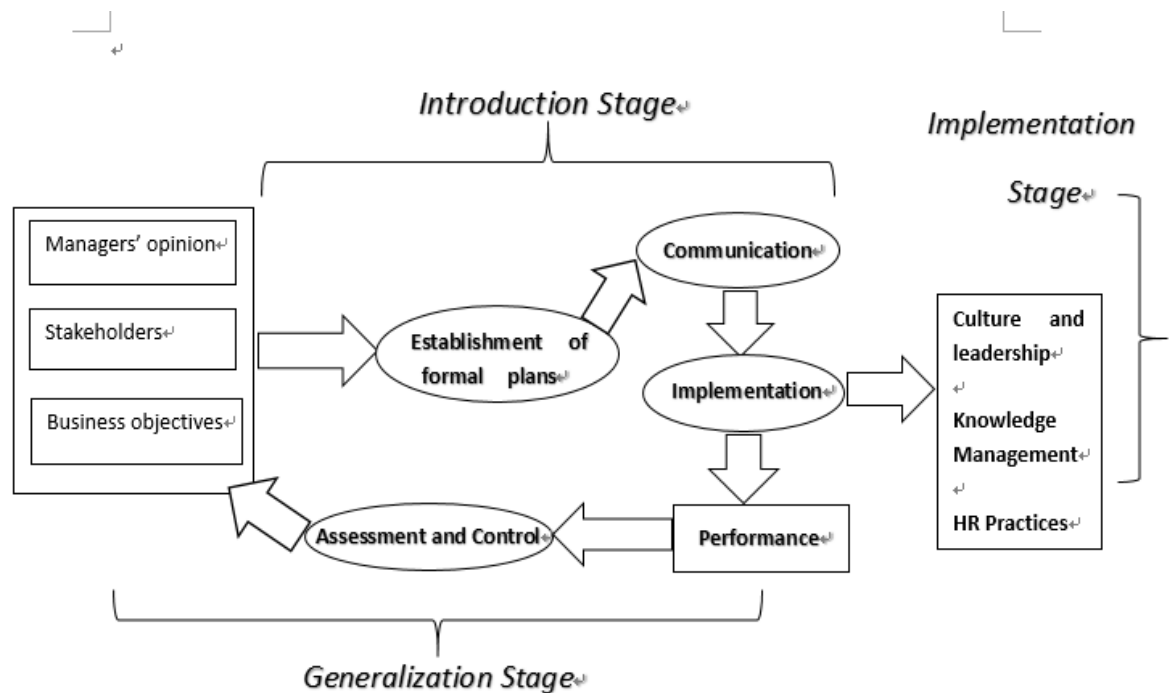 Introduction Stage
Implementation
Stage
Managers’ opinion
Stakeholders
Business objectives
Establishment of
formal plans
Communication
Implementation
Culture and
leadership
Knowledge
Management
HR Practices
Assessment and Control
Performance
Generalization Stage